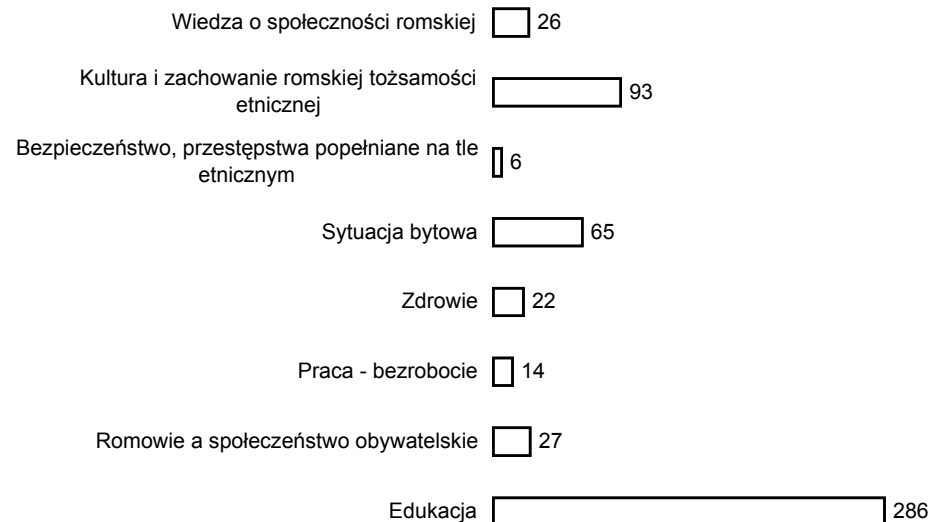 Wiedza o społeczności romskiej 26
Kultura i zachowanie romskiej tożsamości
etnicznej 93
Bezpieczeństwo, przestępstwa popełniane na tle
etnicznym 6
Sytuacja bytowa 65
Zdrowie 22
Praca - bezrobocie 14
Romowie a społeczeństwo obywatelskie 27
Edukacja 286